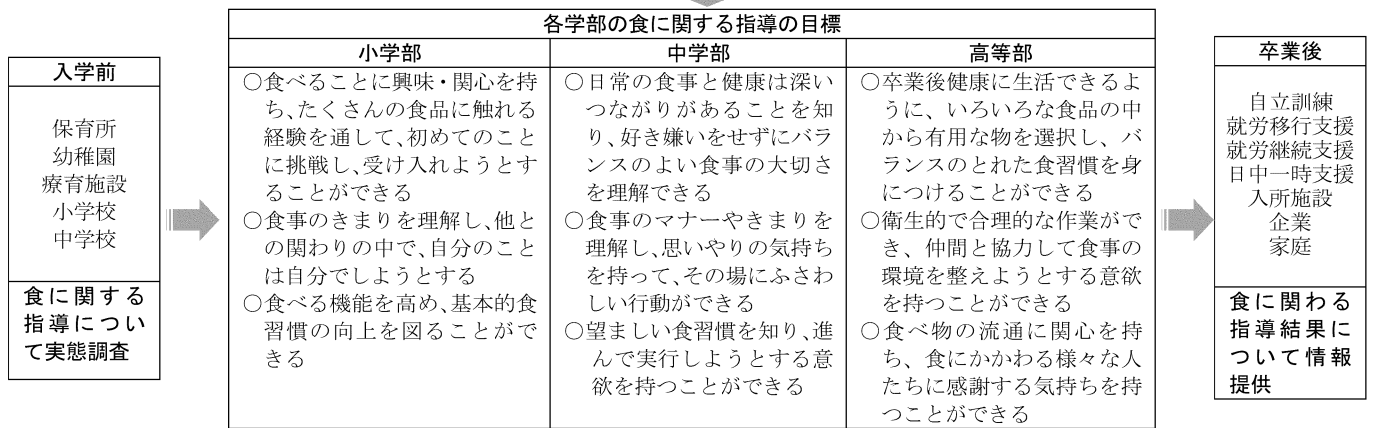 入学前
保育所
幼稚園
療育施設
小学校
中学校
食に関する
指導につい
て実態調査
各学部の食に関する指導の目標
小学部
○食べることに興味・関心を持
ち、たくさんの食品に触れる
経験を通して、初めてのこと
に挑戦し、受け入れようとす
ることができる
○食事のきまりを理解し、他と
の関わりの中で、自分のこと
は自分でしようとする
○食べる機能を高め、基本的食
習慣の向上を図ることがで
きる
中学部
○日常の食事と健康は深い
つながりがあることを知
り、好き嫌いをせずにバラ
ンスのよい食事の大切さ
を理解できる
○食事のマナーやきまりを
理解し、思いやりの気持ち
を持って、その場にふさわ
しい行動ができる
○望ましい食習慣を知り、進
んで実行しようとする意
欲を持つことができる
高等部
○卒業後健康に生活できるよ
うに、いろいろな食品の中
から有用な物を選択し、バ
ランスのとれた食習慣を身
につけることができる
○衛生的で合理的な作業がで
き、仲間と協力して食事の
環境を整えようとする意欲
を持つことができる
○食べ物の流通に関心を持
ち、食にかかわる様々な人
たちに感謝する気持ちを持
つことができる
卒業後
自立訓練
就労移行支援
就労継続支援
日中一時支援
入所施設
企業
家庭
食に関わる
指導結果に
ついて情報
提供